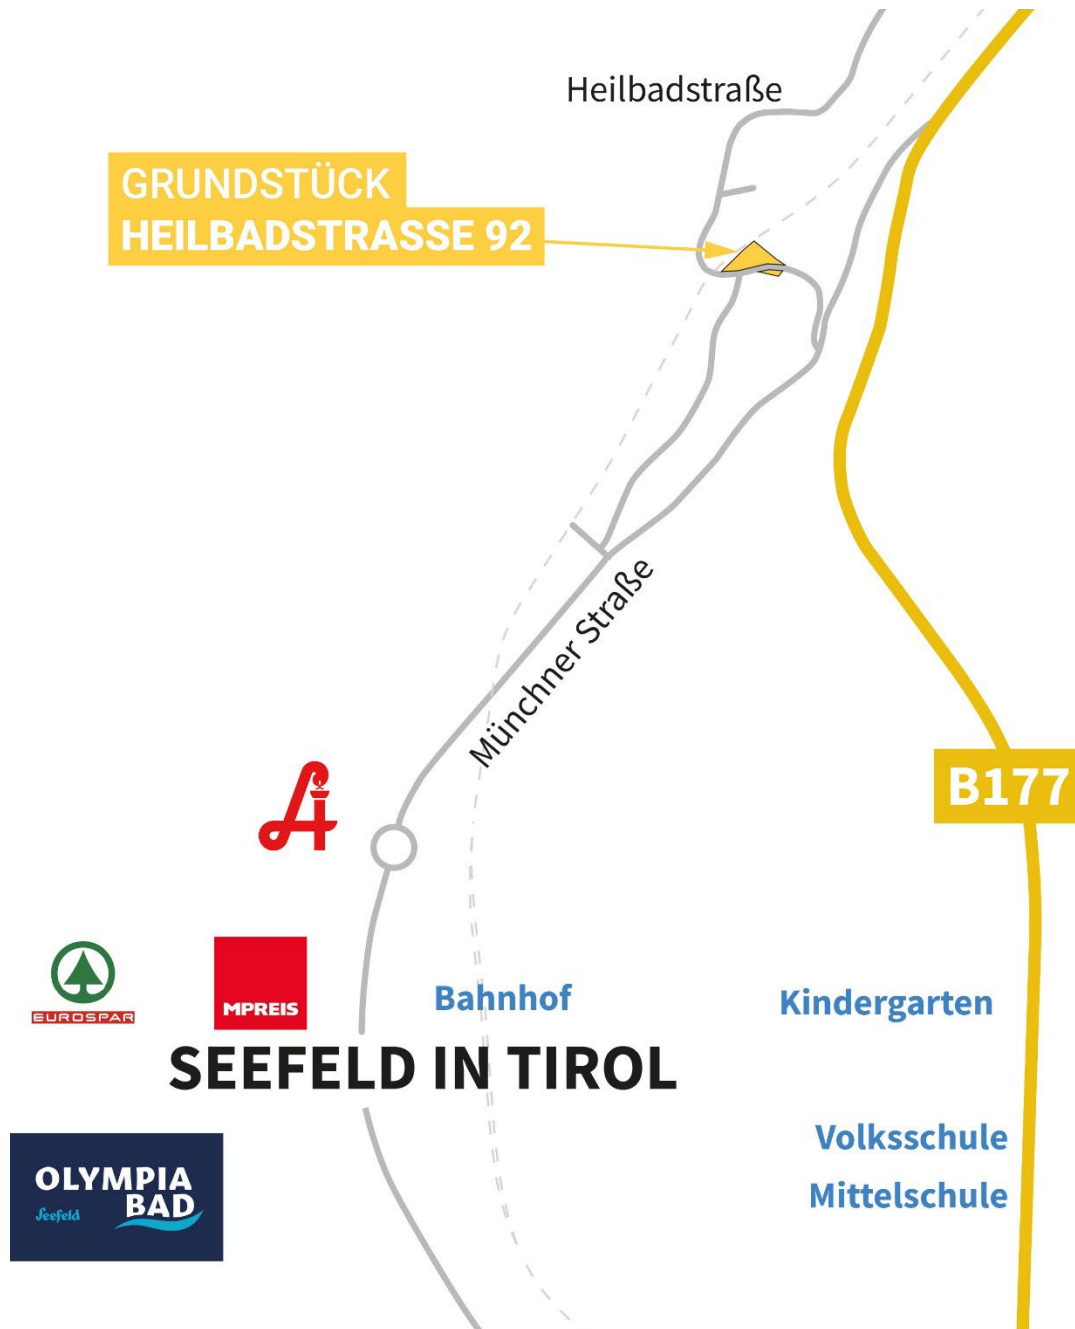 Heilbadstraße
GRUNDSTÜCK
HEILBADSTRASSE 92
Münchner Straße
B177
EUROSPAR
MPREIS
Bahnhof
Kindergarten
SEEFELD IN TIROL
Volksschule
Mittelschule
OLYMPIA
BAD
Seefeld